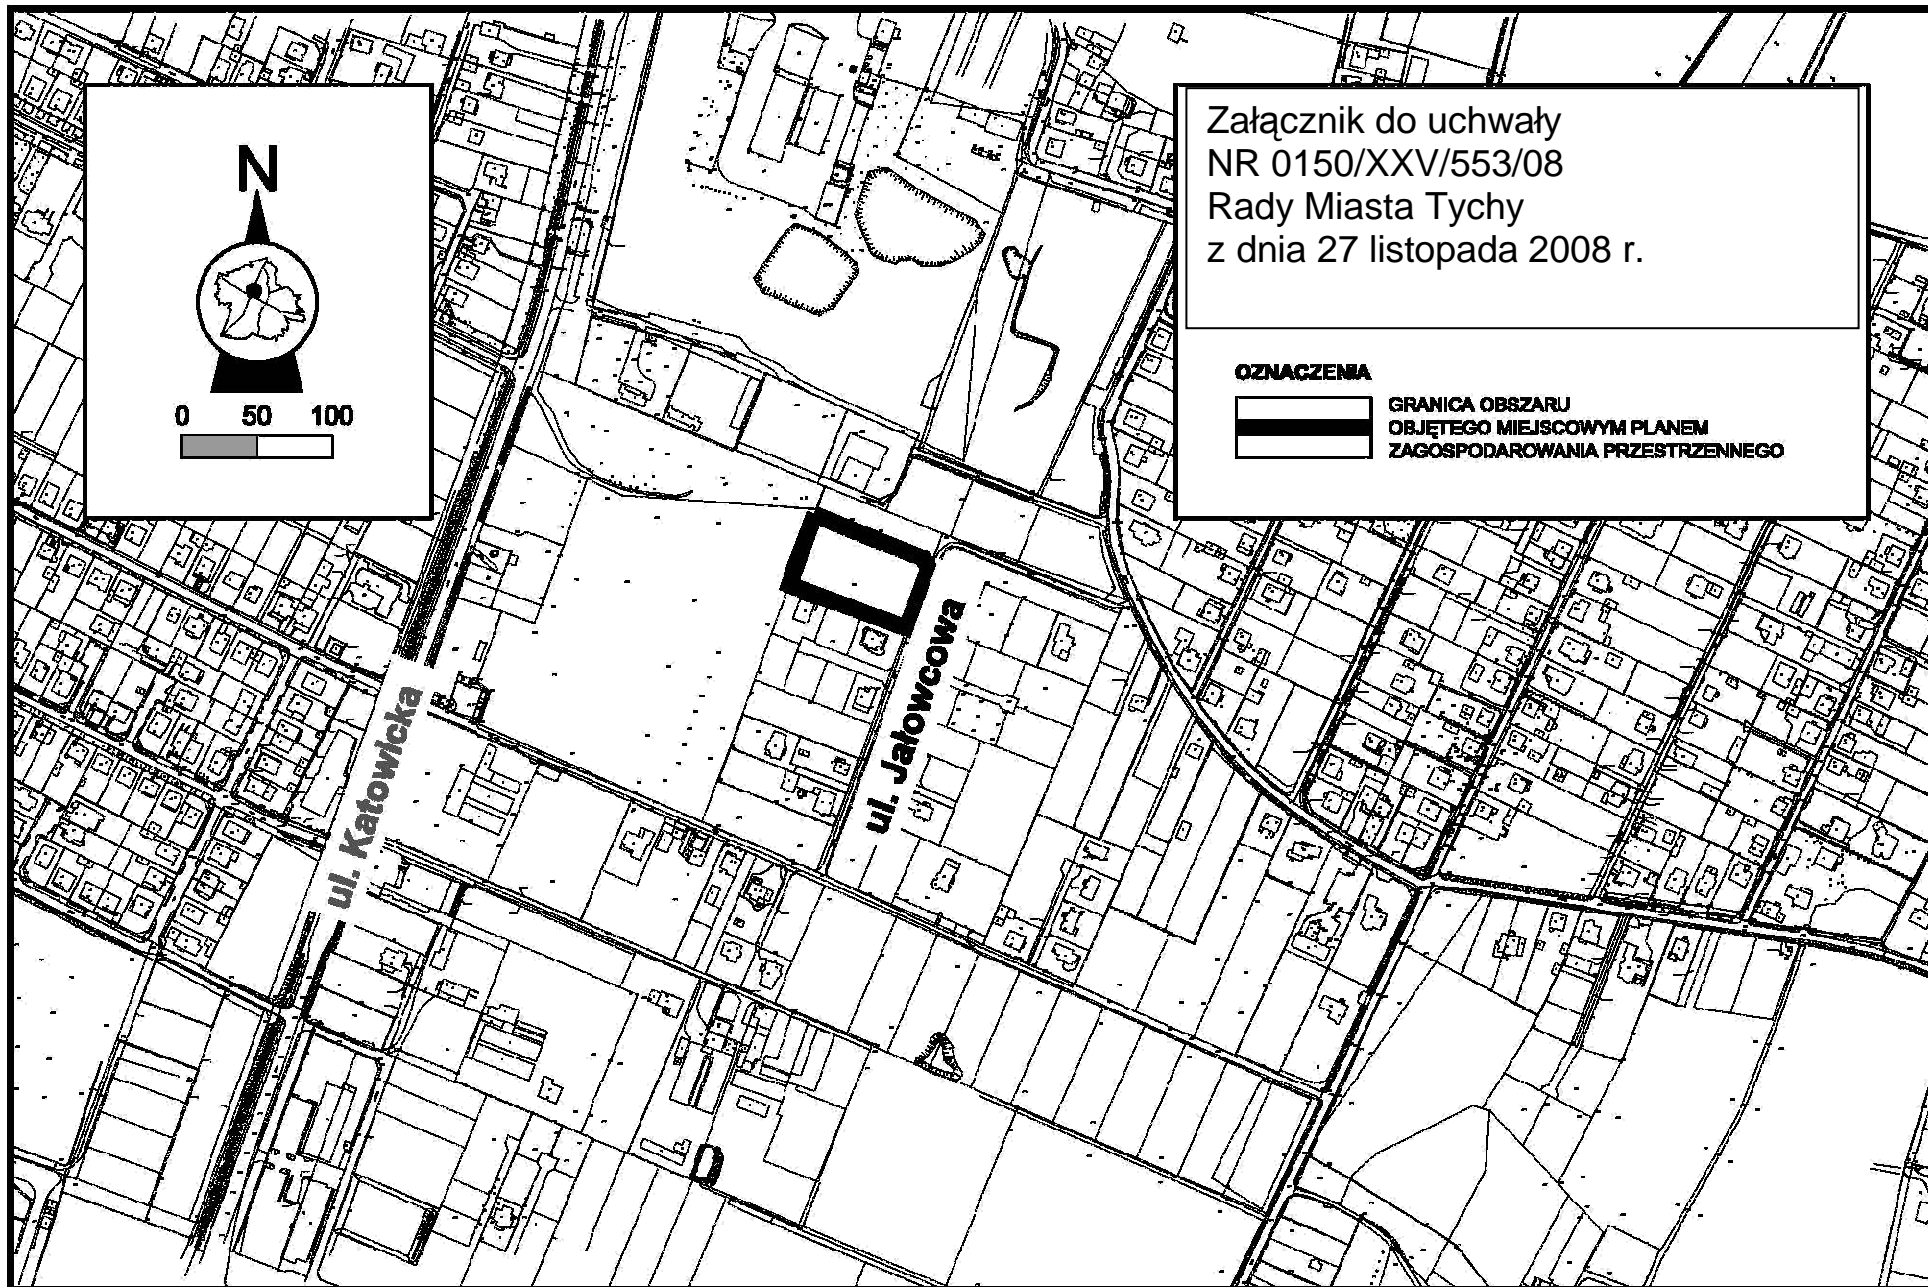 N
0 50 100
Załącznik do uchwały
NR 0150/XXV/553/08
Rady Miasta Tychy
z dnia 27 listopada 2008 r.
OZNACZENIA
GRANICA OBSZARU
OBJĘTEGO MIEJSCOWYM PLANEM
ZAGOSPODAROWANIA PRZESTRZENNEGO
ul. Katowicka
ul. Jałowcowa